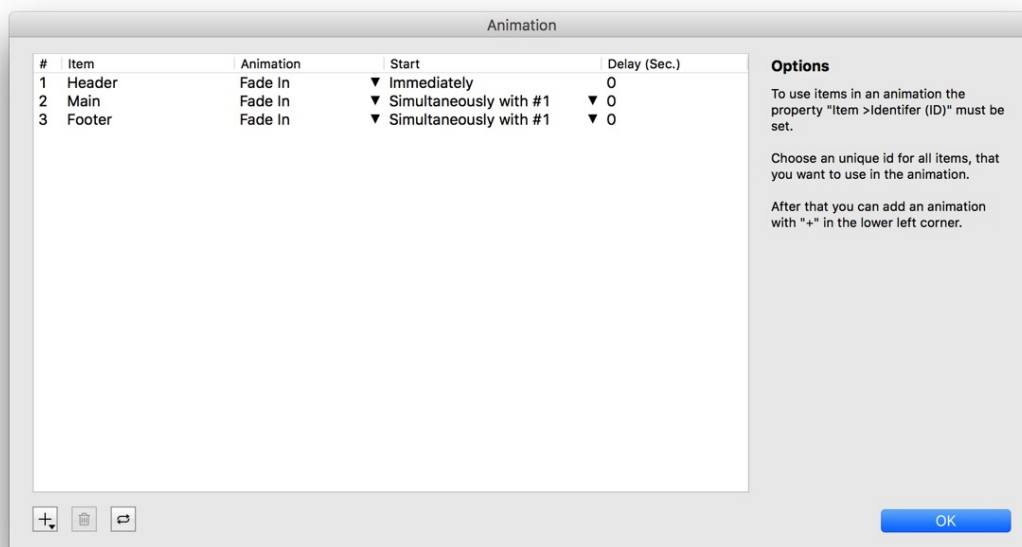 Animation
# Item Animation Start Delay (Sec.)
1 Header Fade In ▼ Immediately 0
2 Main Fade In ▼ Simultaneously with #1 ▼ 0
3 Footer Fade In ▼ Simultaneously with #1 ▼ 0
Options
To use items in an animation the
property "Item >Identifer (ID)" must be
set.
Choose an unique id for all items, that
you want to use in the animation.
After that you can add an animation
with "+" in the lower left corner.
OK